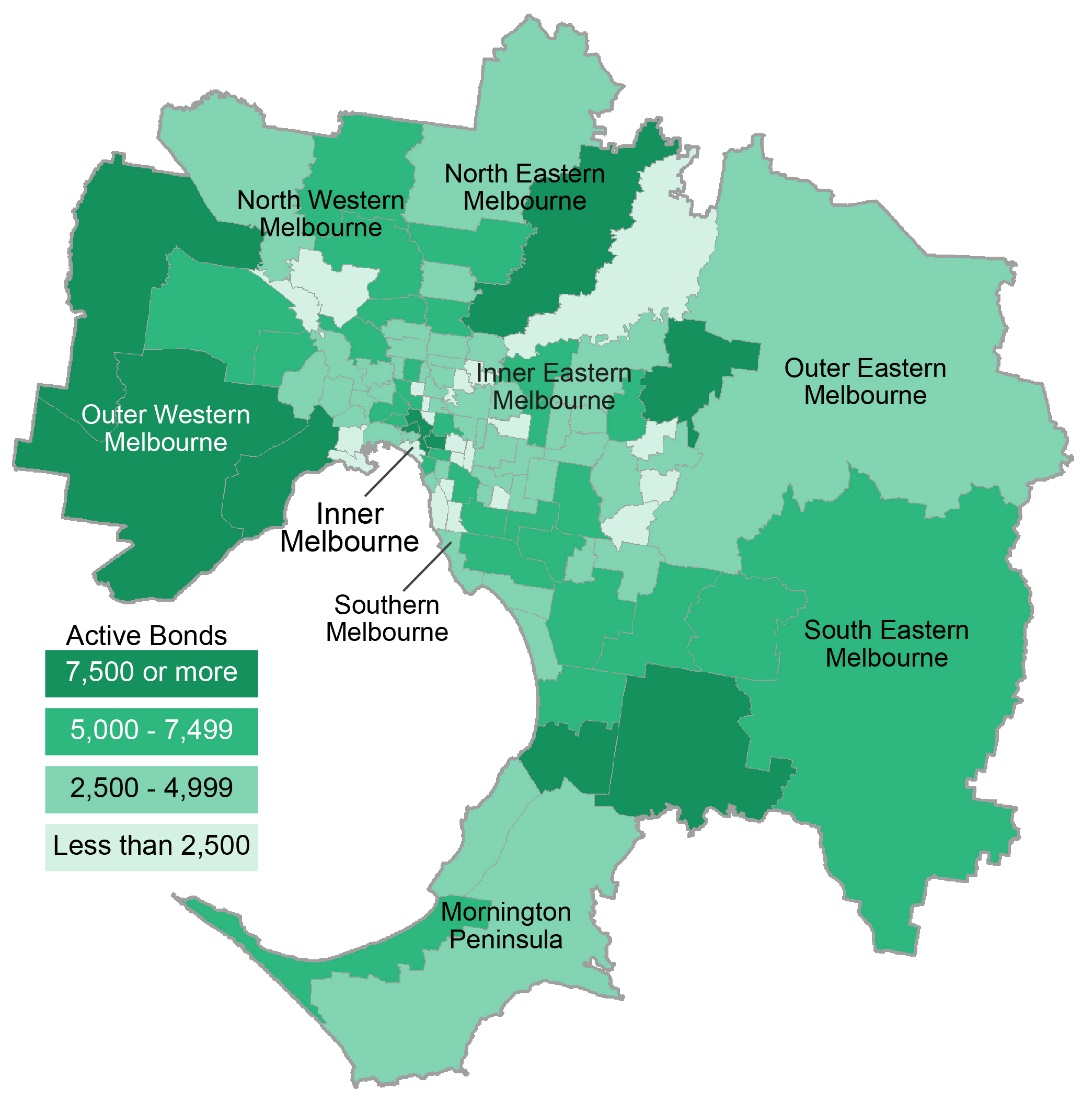 North Eastern
Melbourne
North Western
Melbourne
Inner Eastern
Melbourne
Outer Eastern
Melbourne
Outer Western
Melbourne
Inner
Melbourne
Southern
Melbourne
South Eastern
Melbourne
Active Bonds
7,500 or more
5,000 - 7,499
2,500 - 4,999
Less than 2,500
Mornington
Peninsula